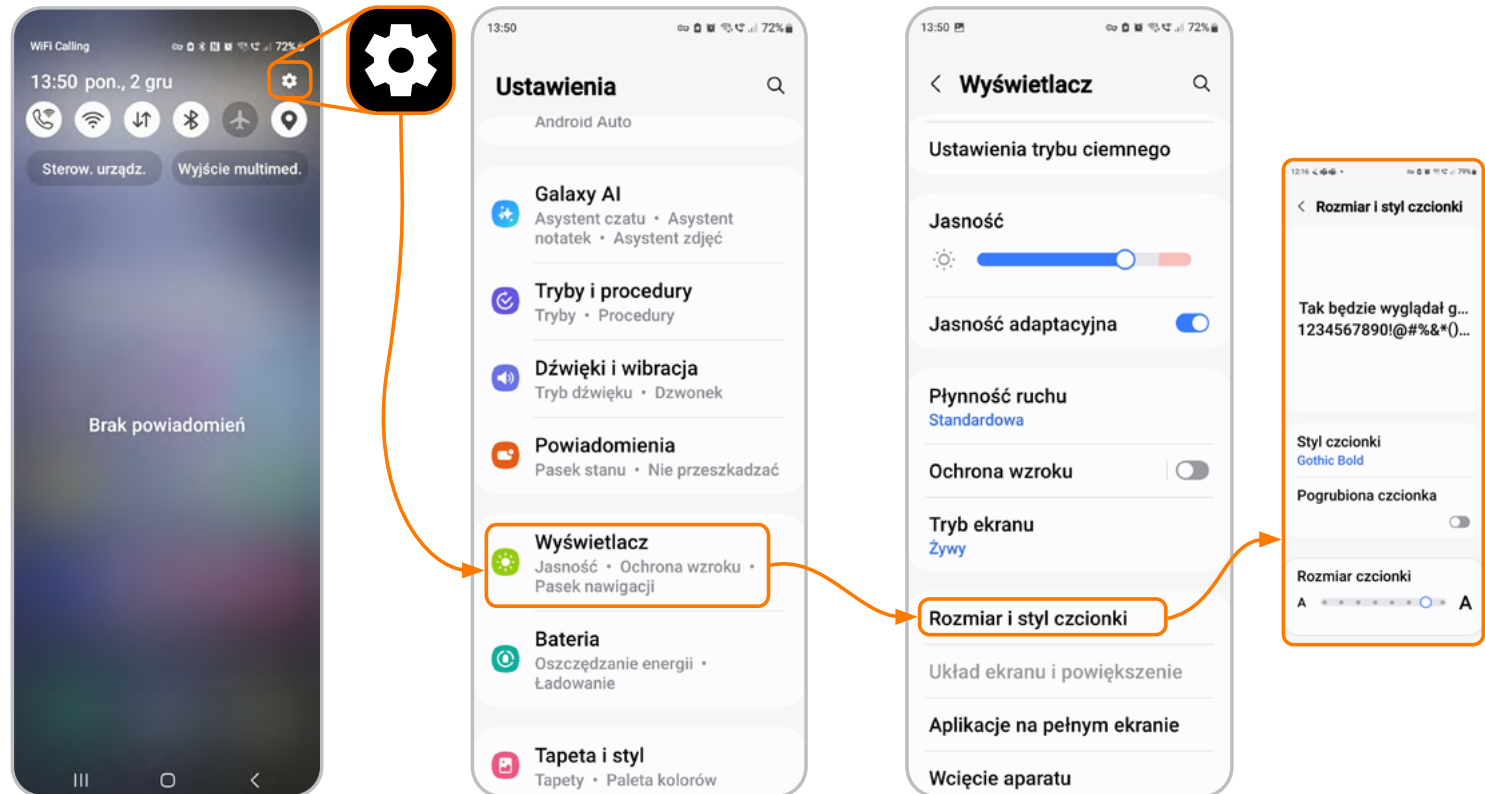 WiFi Calling
72%
13:50 pon., 2 gru
Sterow. urządz.
Wyjście multimed.
Brak powiadomień
13:50
72%
Ustawienia
Android Auto
Galaxy AI
Asystent czatu • Asystent
notatek • Asystent zdjęć
Tryby i procedury
Tryby • Procedury
Dźwięki i wibracja
Tryb dźwięku • Dzwonek
Powiadomienia
Pasek stanu • Nie przeszkadzać
Wyświetlacz
Jasność • Ochrona wzroku •
Pasek nawigacji
Bateria
Oszczędzanie energii •
Ładowanie
Tapeta i styl
Tapety • Paleta kolorów
13:50
72%
Wyświetlacz
Ustawienia trybu ciemnego
Jasność
Jasność adaptacyjna
Płynność ruchu
Standardowa
Ochrona wzroku
Tryb ekranu
Żywy
Rozmiar i styl czcionki
Układ ekranu i powiększenie
Aplikacje na pełnym ekranie
Wcięcie aparatu
12:16
79%
Rozmiar i styl czcionki
Tak będzie wyglądał g...
1234567890!@#%&*()...
Styl czcionki
Gothic Bold
Pogrubiona czcionka
Rozmiar czcionki
A A